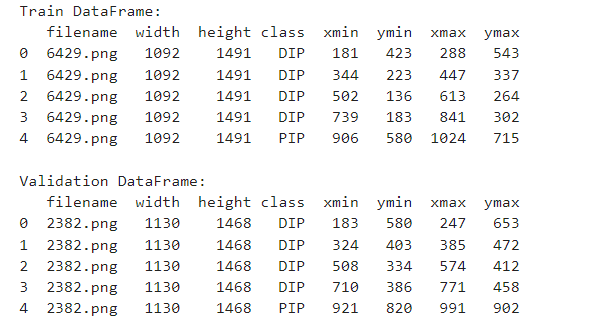 Train DataFrame:
filename width height class xmin ymin xmax ymax
0 6429.png 1092 1491 DIP 181 423 288 543
1 6429.png 1092 1491 DIP 344 223 447 337
2 6429.png 1092 1491 DIP 502 136 613 264
3 6429.png 1092 1491 DIP 739 183 841 302
4 6429.png 1092 1491 PIP 906 580 1024 715
Validation DataFrame:
filename width height class xmin ymin xmax ymax
0 2382.png 1130 1468 DIP 183 580 247 653
1 2382.png 1130 1468 DIP 324 403 385 472
2 2382.png 1130 1468 DIP 508 334 574 412
3 2382.png 1130 1468 DIP 710 386 771 458
4 2382.png 1130 1468 PIP 921 820 991 902